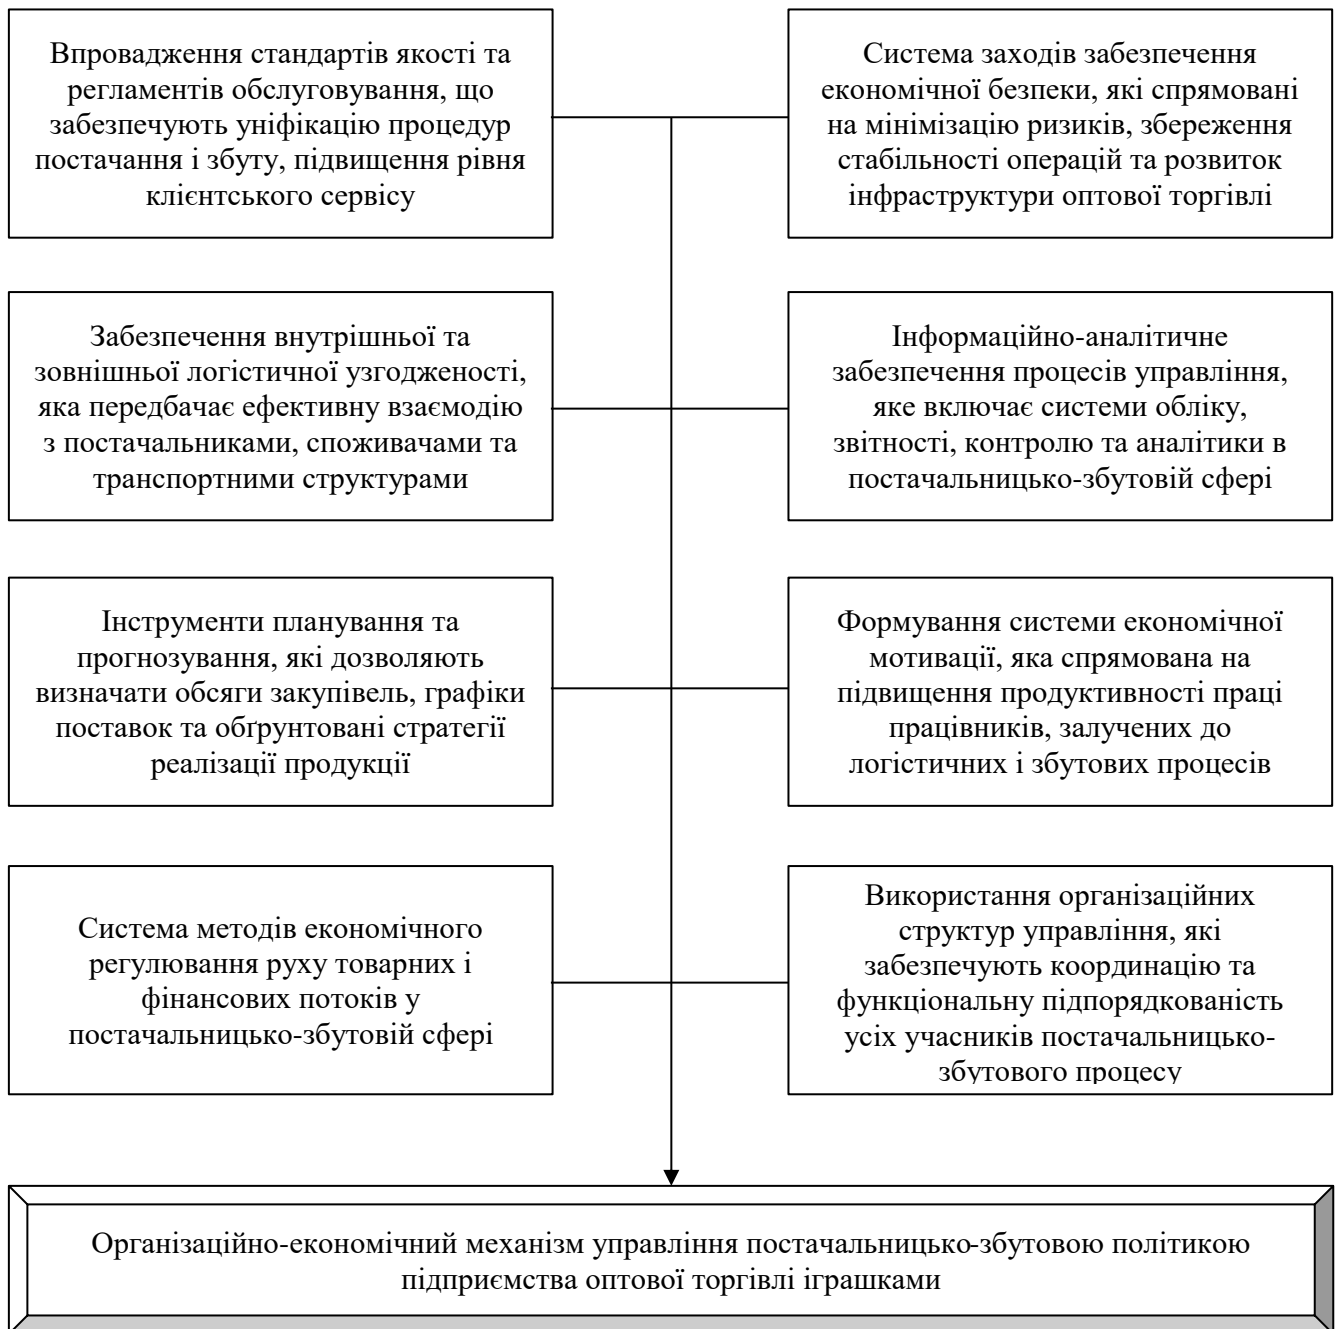 Впровадження стандартів якості та
регламентів обслуговування, що
забезпечують уніфікацію процедур
постачання і збуту, підвищення рівня
клієнтського сервісу
Система заходів забезпечення
економічної безпеки, які спрямовані
на мінімізацію ризиків, збереження
стабільності операцій та розвиток
інфраструктури оптової торгівлі
Забезпечення внутрішньої та
зовнішньої логістичної узгодженості,
яка передбачає ефективну взаємодію
з постачальниками, споживачами та
транспортними структурами
Інформаційно-аналітичне
забезпечення процесів управління,
яке включає системи обліку,
звітності, контролю та аналітики в
постачальницько-збутовій сфері
Інструменти планування та
прогнозування, які дозволяють
визначати обсяги закупівель, графіки
поставок та обґрунтовані стратегії
реалізації продукції
Формування системи економічної
мотивації, яка спрямована на
підвищення продуктивності праці
працівників, залучених до
логістичних і збутових процесів
Система методів економічного
регулювання руху товарних і
фінансових потоків у
постачальницько-збутовій сфері
Використання організаційних
структур управління, які
забезпечують координацію та
функціональну підпорядкованість
усіх учасників постачальницько-
збутового процесу
Організаційно-економічний механізм управління постачальницько-збутовою політикою
підприємства оптової торгівлі іграшками